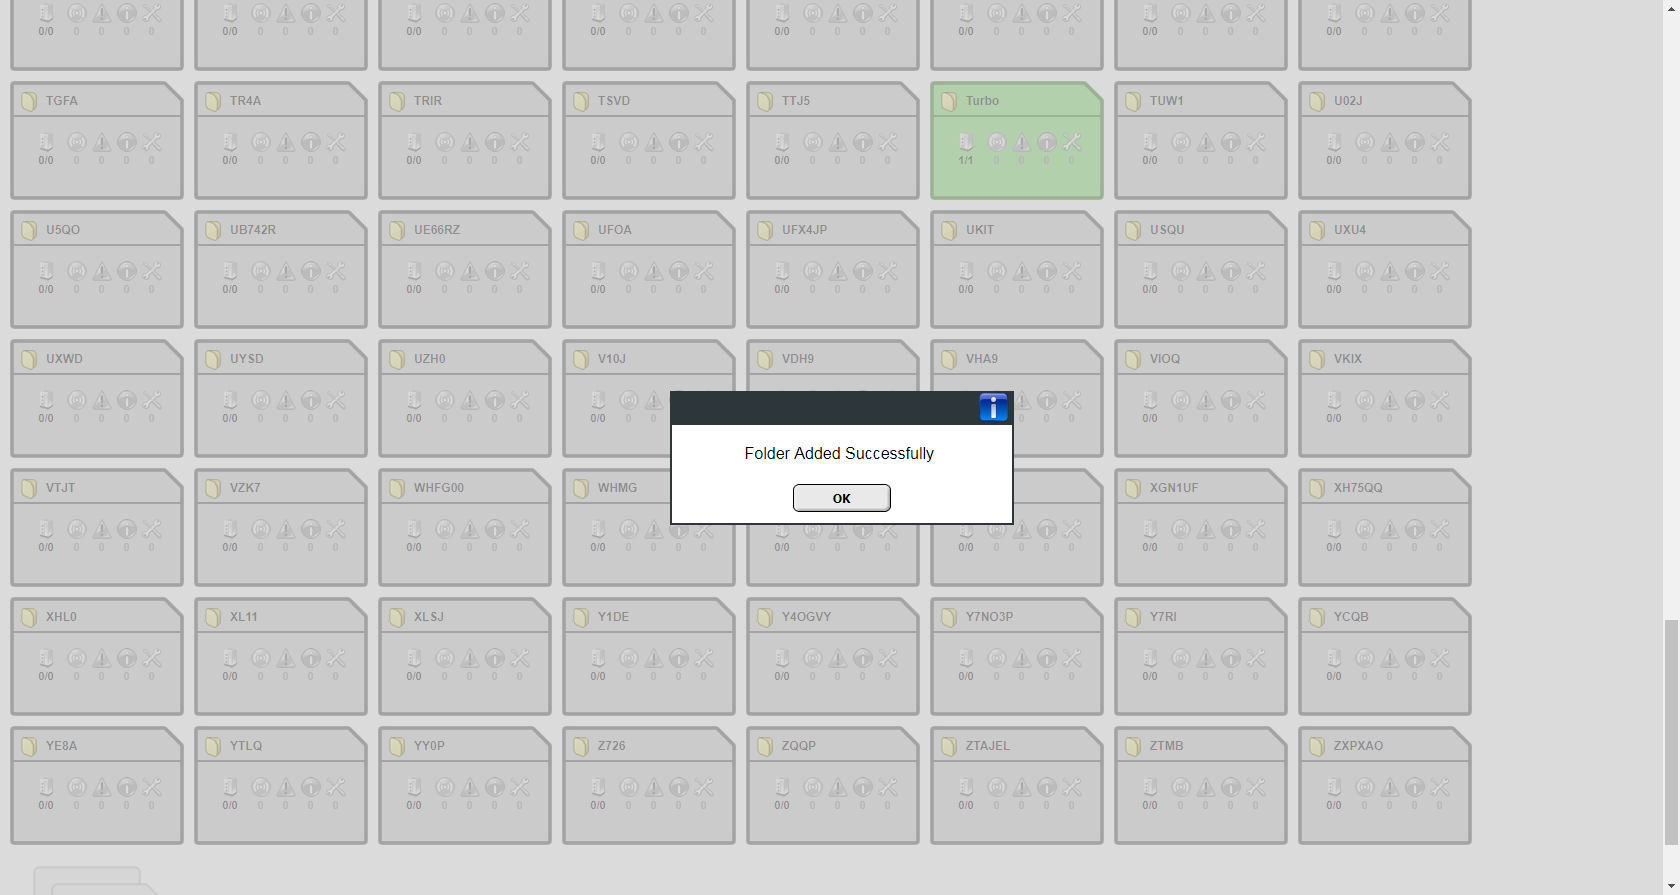 0/0 0 0 0 0 0/0 0 0 0 0 0/0 0 0 0 0 0/0 0 0 0 0 0/0 0 0 0 0 0/0 0 0 0 0 0/0 0 0 0 0 0/0 0 0 0 0
TGFA TR4A TRIR TSVD TTJ5 Turbo TUW1 U02J
0/0 0 0 0 0 0/0 0 0 0 0 0/0 0 0 0 0 0/0 0 0 0 0 0/0 0 0 0 0 1/1 0 0 0 0 0/0 0 0 0 0 0/0 0 0 0 0
U5QO UB742R UE66RZ UFOA UFX4JP UKIT USQU UXU4
0/0 0 0 0 0 0/0 0 0 0 0 0/0 0 0 0 0 0/0 0 0 0 0 0/0 0 0 0 0 0/0 0 0 0 0 0/0 0 0 0 0 0/0 0 0 0 0
UXWD UYSD UZH0 V10J VDH9 VHA9 VIOQ VKIX
0/0 0 0 0 0 0/0 0 0 0 0 0/0 0 0 0 0 0/0 0 0 0/0 0 0 0 0 0/0 0 0 0 0
Folder Added Successfully
VTJT VZK7 WHFG00 WHMG XGN1UF XH75QQ
OK
0/0 0 0 0 0 0/0 0 0 0 0 0/0 0 0 0 0 0/0 0 0 0 0 0/0 0 0 0 0 0/0 0 0 0 0 0/0 0 0 0 0 0/0 0 0 0 0
XHL0 XL11 XLSJ Y1DE Y4OGVY Y7NO3P Y7RI YCQB
0/0 0 0 0 0 0/0 0 0 0 0 0/0 0 0 0 0 0/0 0 0 0 0 0/0 0 0 0 0 0/0 0 0 0 0 0/0 0 0 0 0 0/0 0 0 0 0
YE8A YTLQ YY0P Z726 ZQQP ZTAJEL ZTMB ZXPXAO
0/0 0 0 0 0 0/0 0 0 0 0 0/0 0 0 0 0 0/0 0 0 0 0 0/0 0 0 0 0 0/0 0 0 0 0 0/0 0 0 0 0 0/0 0 0 0 0